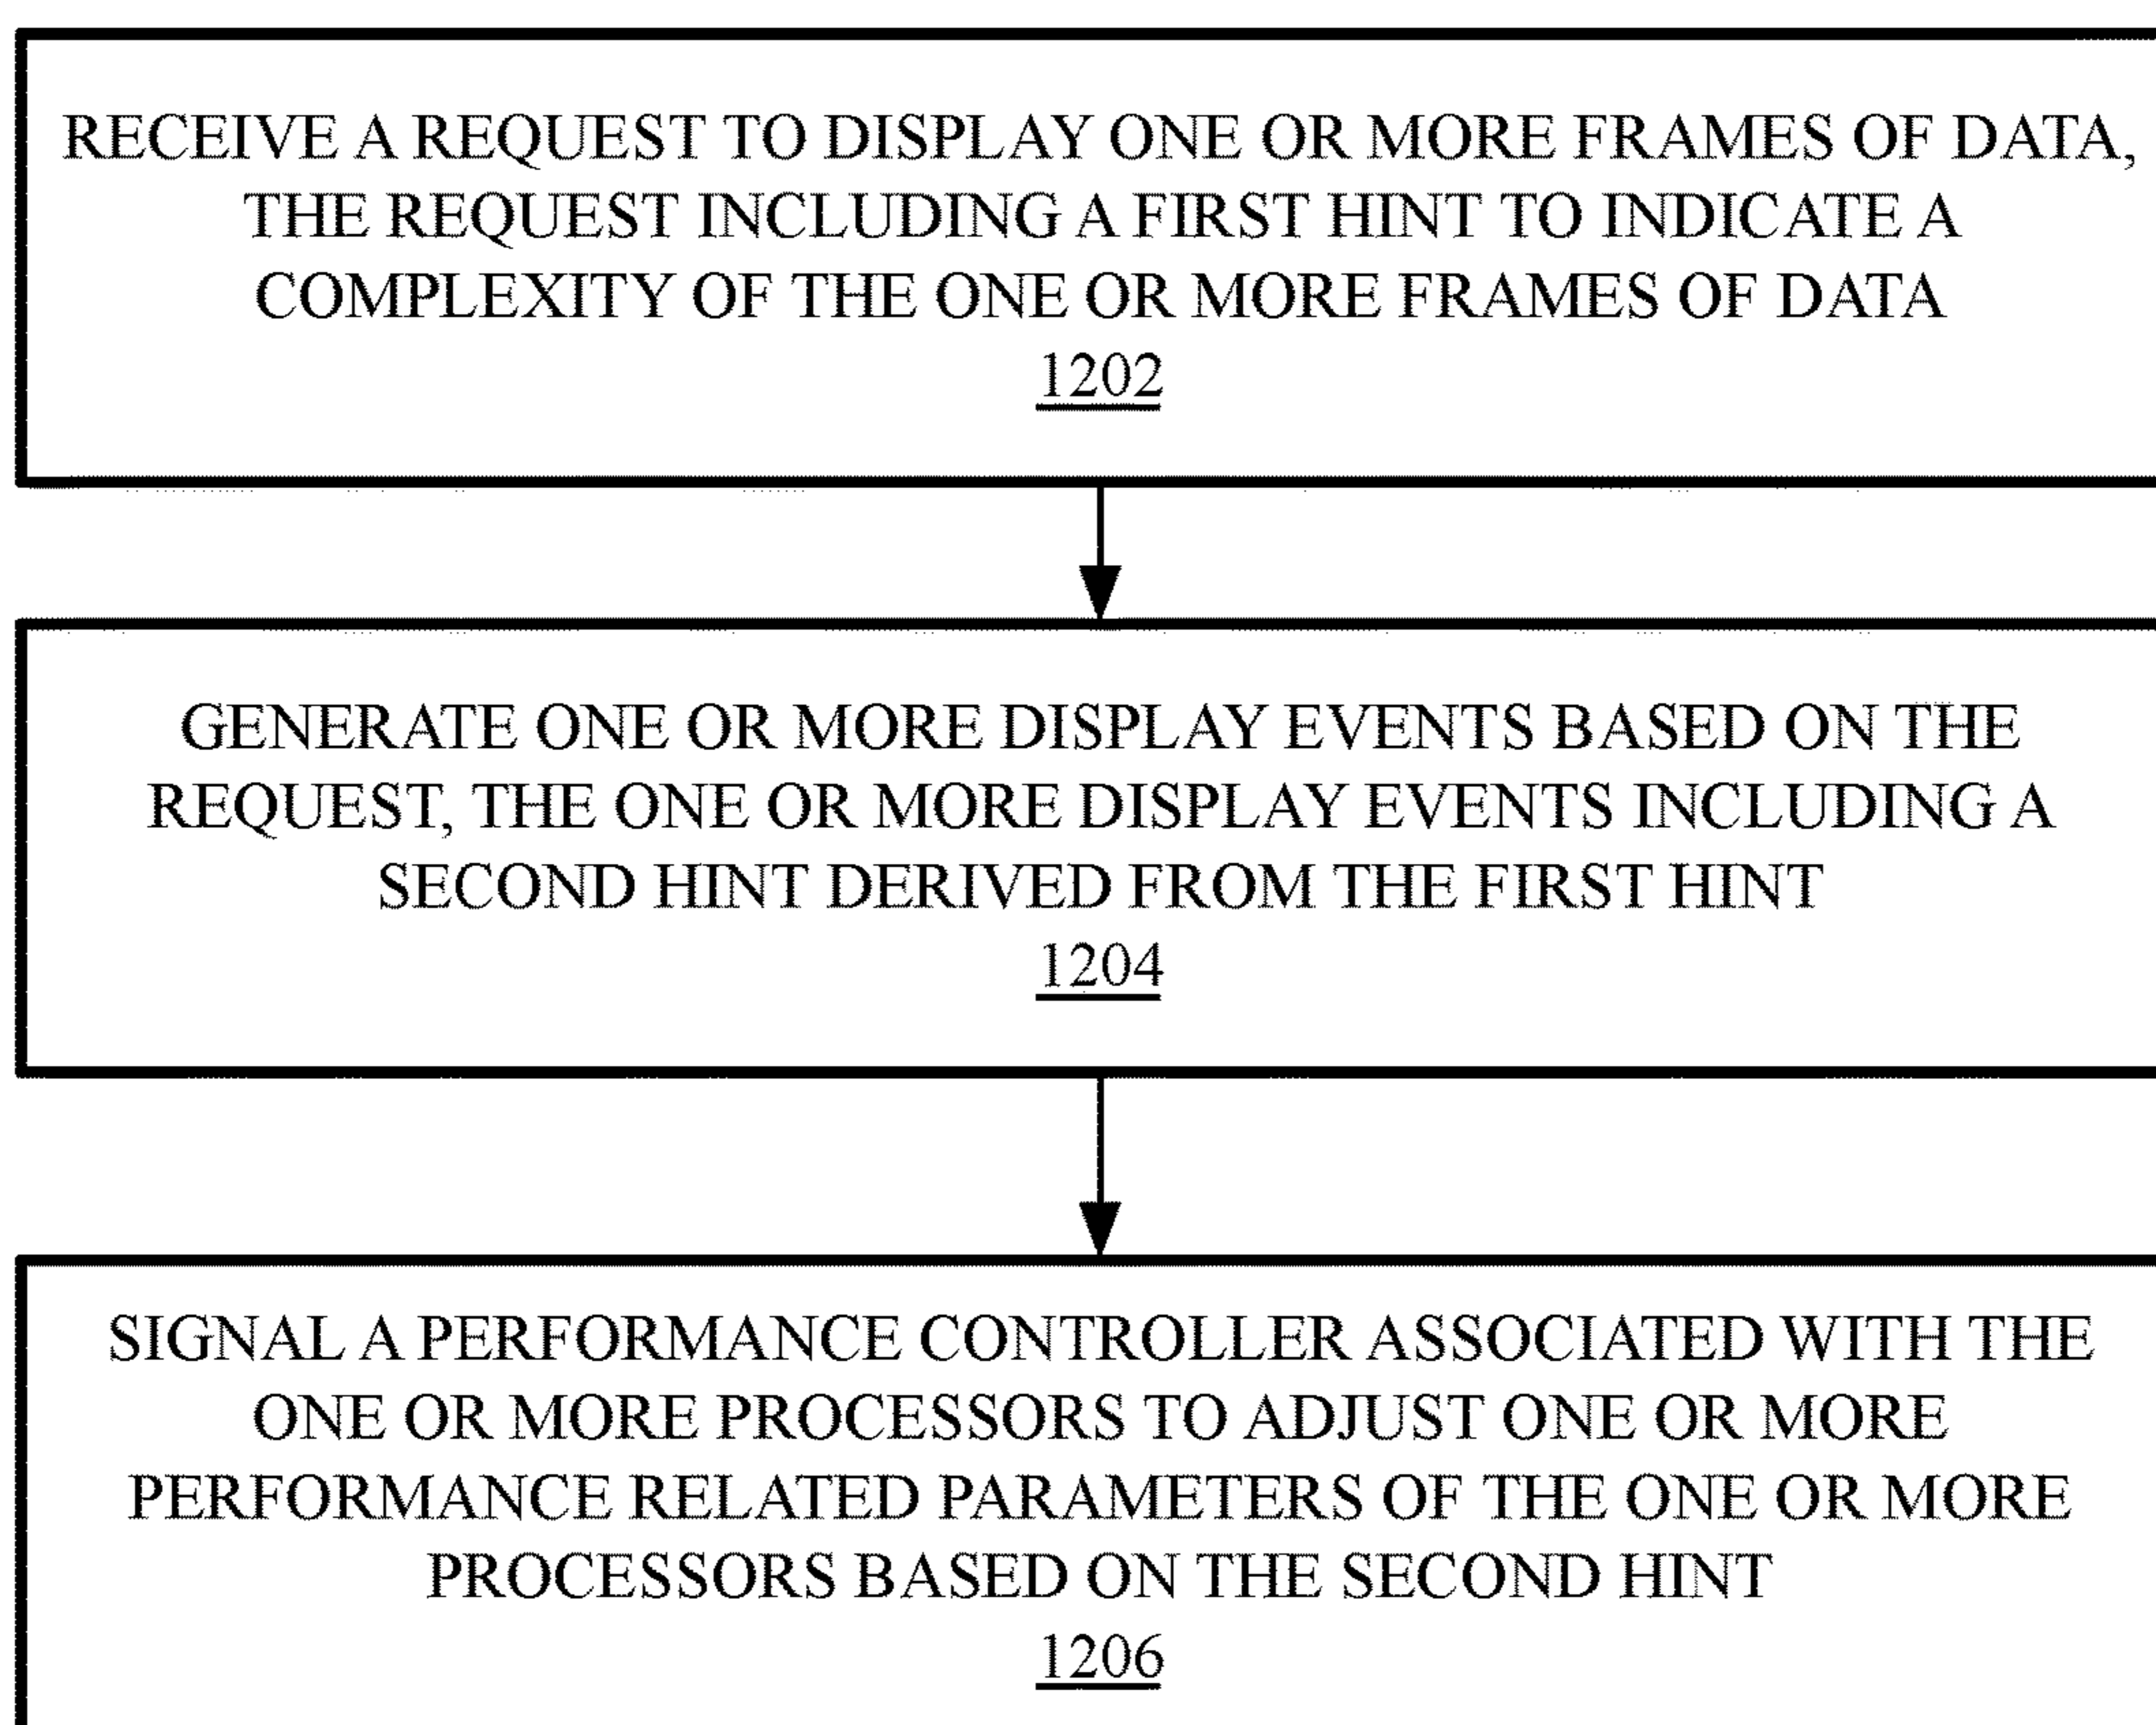 RECEIVE A REQUEST TO DISPLAY ONE OR MORE FRAMES OF DATA,
THE REQUEST INCLUDING A FIRST HINT TO INDICATE A
COMPLEXITY OF THE ONE OR MORE FRAMES OF DATA
1202
GENERATE ONE OR MORE DISPLAY EVENTS BASED ON THE
REQUEST, THE ONE OR MORE DISPLAY EVENTS INCLUDING A
SECOND HINT DERIVED FROM THE FIRST HINT
1204
SIGNAL A PERFORMANCE CONTROLLER ASSOCIATED WITH THE
ONE OR MORE PROCESSORS TO ADJUST ONE OR MORE
PERFORMANCE RELATED PARAMETERS OF THE ONE OR MORE
PROCESSORS BASED ON THE SECOND HINT
1206